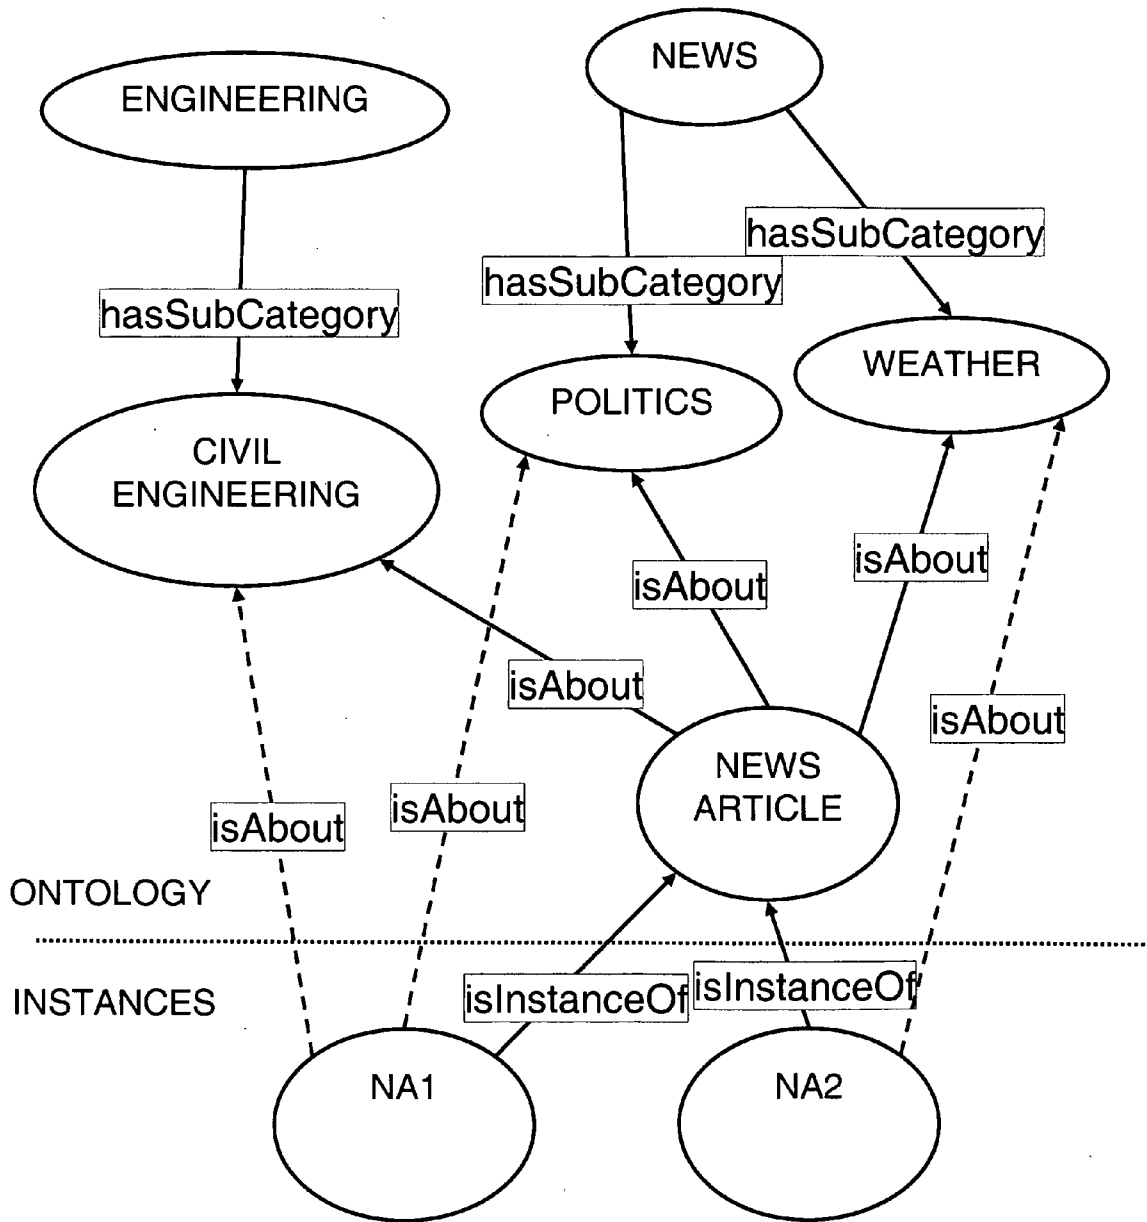 NEWS
ENGINEERING
hasSubCategory
hasSubCategory
hasSubCategory
WEATHER
POLITICS
CIVIL
ENGINEERING
isAbout
isAbout
isAbout
isAbout
NEWS
ARTICLE
isAbout
isAbout
ONTOLOGY
INSTANCES
isInstanceOf
isInstanceOf
NA1
NA2